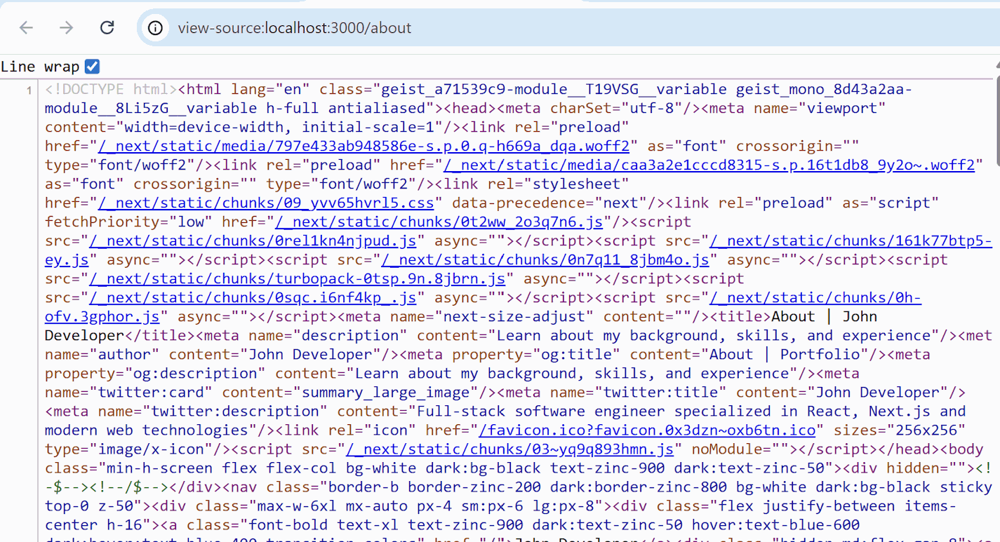 view-source:localhost:3000/about
Line wrap
1
<!DOCTYPE html><html lang="en" class="geist_a71539c9-module__T19VSG__variable geist_mono_8d43a2aa-
module__8Li5zG__variable h-full antialiased"><head><meta charSet="utf-8"/><meta name="viewport"
content="width=device-width, initial-scale=1"/><link rel="preload"
href="/_next/static/media/797e433ab948586e-s.p.0.q-h669a_dqa.woff2" as="font" crossorigin=""
type="font/woff2"/><link rel="preload" href="/_next/static/media/caa3a2e1cccd8315-s.p.16t1db8_9y2o~.woff2"
as="font" crossorigin="" type="font/woff2"/><link rel="stylesheet"
href="/_next/static/chunks/09_yvv65hvrl5.css" data-precedence="next"/><link rel="preload" as="script"
fetchPriority="low" href="/_next/static/chunks/0t2ww_2o3q7n6.js"/><script
src="/_next/static/chunks/0rel1kn4njpud.js" async=""></script><script src="/_next/static/chunks/161k77btp5-
ey.js" async=""></script><script src="/_next/static/chunks/0n7q11_8jbm4o.js" async=""></script><script
src="/_next/static/chunks/turbopack-0tsp.9n.8jbrn.js" async=""></script><script
src="/_next/static/chunks/0sqc.i6nf4kp_.js" async=""></script><script src="/_next/static/chunks/0h-
ofv.3gphor.js" async=""></script><meta name="next-size-adjust" content=""/><title>About | John
Developer</title><meta name="description" content="Learn about my background, skills, and experience"/><met
name="author" content="John Developer"/><meta property="og:title" content="About | Portfolio"/><meta
property="og:description" content="Learn about my background, skills, and experience"/><meta
name="twitter:card" content="summary_large_image"/><meta name="twitter:title" content="John Developer"/>
<meta name="twitter:description" content="Full-stack software engineer specialized in React, Next.js and
modern web technologies"/><link rel="icon" href="/favicon.ico?favicon.0x3dzn~oxb6tn.ico" sizes="256x256"
type="image/x-icon"/><script src="/_next/static/chunks/03~yq9q893hmn.js" noModule=""></script></head><body
class="min-h-screen flex flex-col bg-white dark:bg-black text-zinc-900 dark:text-zinc-50"><div hidden=""><!
-$--><!--/$--></div><nav class="border-b border-zinc-200 dark:border-zinc-800 bg-white dark:bg-black sticky
top-0 z-50"><div class="max-w-6xl mx-auto px-4 sm:px-6 lg:px-8"><div class="flex justify-between items-
center h-16"><a class="font-bold text-xl text-zinc-900 dark:text-zinc-50 hover:text-blue-600